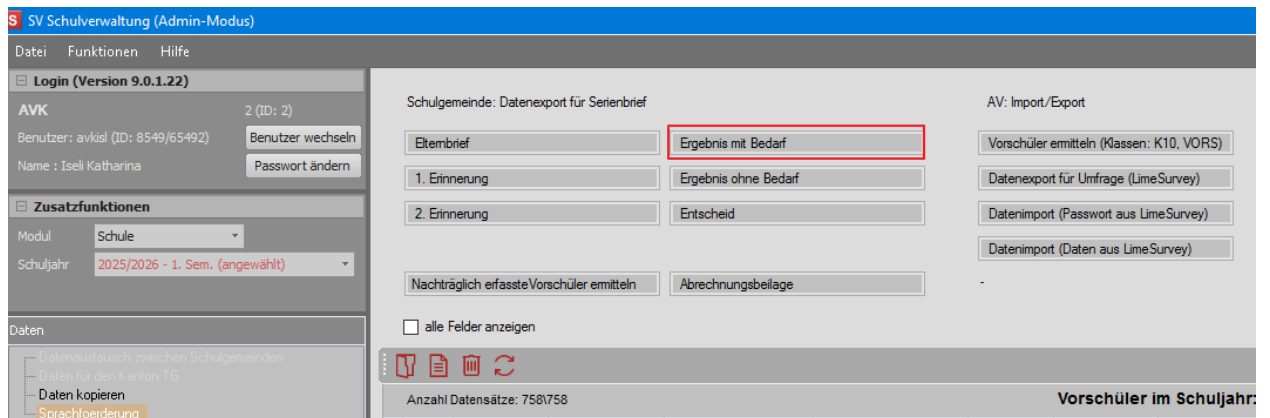 S SV Schulverwaltung (Admin-Modus)
Datei Funktionen Hilfe
Login (Version 9.0.1.22)
AVK 2 (ID: 2)
Benutzer: avkisl (ID: 8549/65492) Benutzer wechseln
Name : Iseli Katharina Passwort ändern
Zusatzfunktionen
Modul Schule
Schuljahr 2025/2026 - 1. Sem. (angewählt)
Daten
Datenaustausch zwischen Schulgemeinden
Daten für den Kanton TG
Daten kopieren
Sprachfoerderung
Schulgemeinde: Datenexport für Serienbrief
Elternbrief Ergebnis mit Bedarf
1. Erinnerung Ergebnis ohne Bedarf
2. Erinnerung Entscheid
Nachträglich erfassteVorschüler ermitteln Abrechnungsbeilage
alle Felder anzeigen
AV: Import/Export
Vorschüler ermitteln (Klassen: K10, VORS)
Datenexport für Umfrage (LimeSurvey)
Datenimport (Passwort aus LimeSurvey)
Datenimport (Daten aus LimeSurvey)
-
Anzahl Datensätze: 758\758 Vorschüler im Schuljahr: